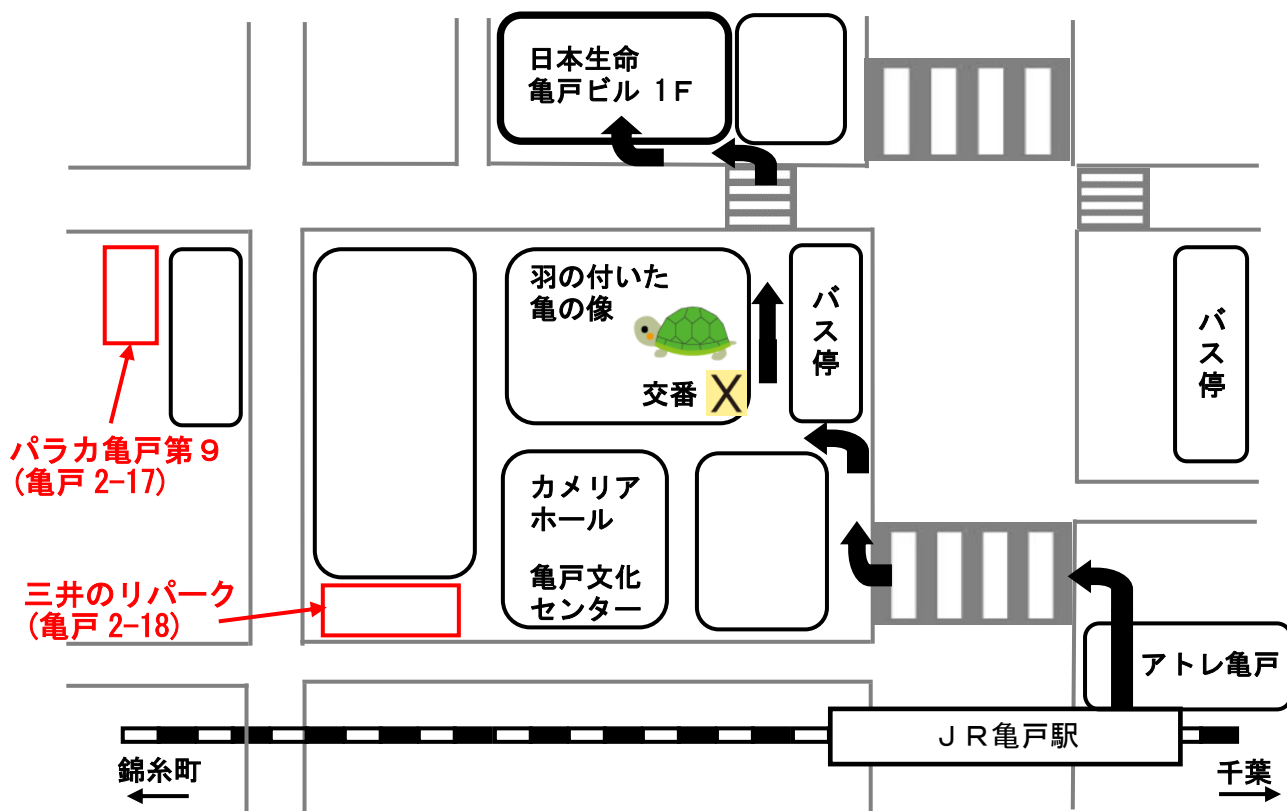 日本生命
亀戸ビル 1F
羽の付いた
亀の像
交番 X
バス停
バス停
パラカ亀戸第９
(亀戸 2-17)
カメリア
ホール
亀戸文化
センター
三井のリパーク
(亀戸 2-18)
アトレ亀戸
ＪＲ亀戸駅
錦糸町
千葉